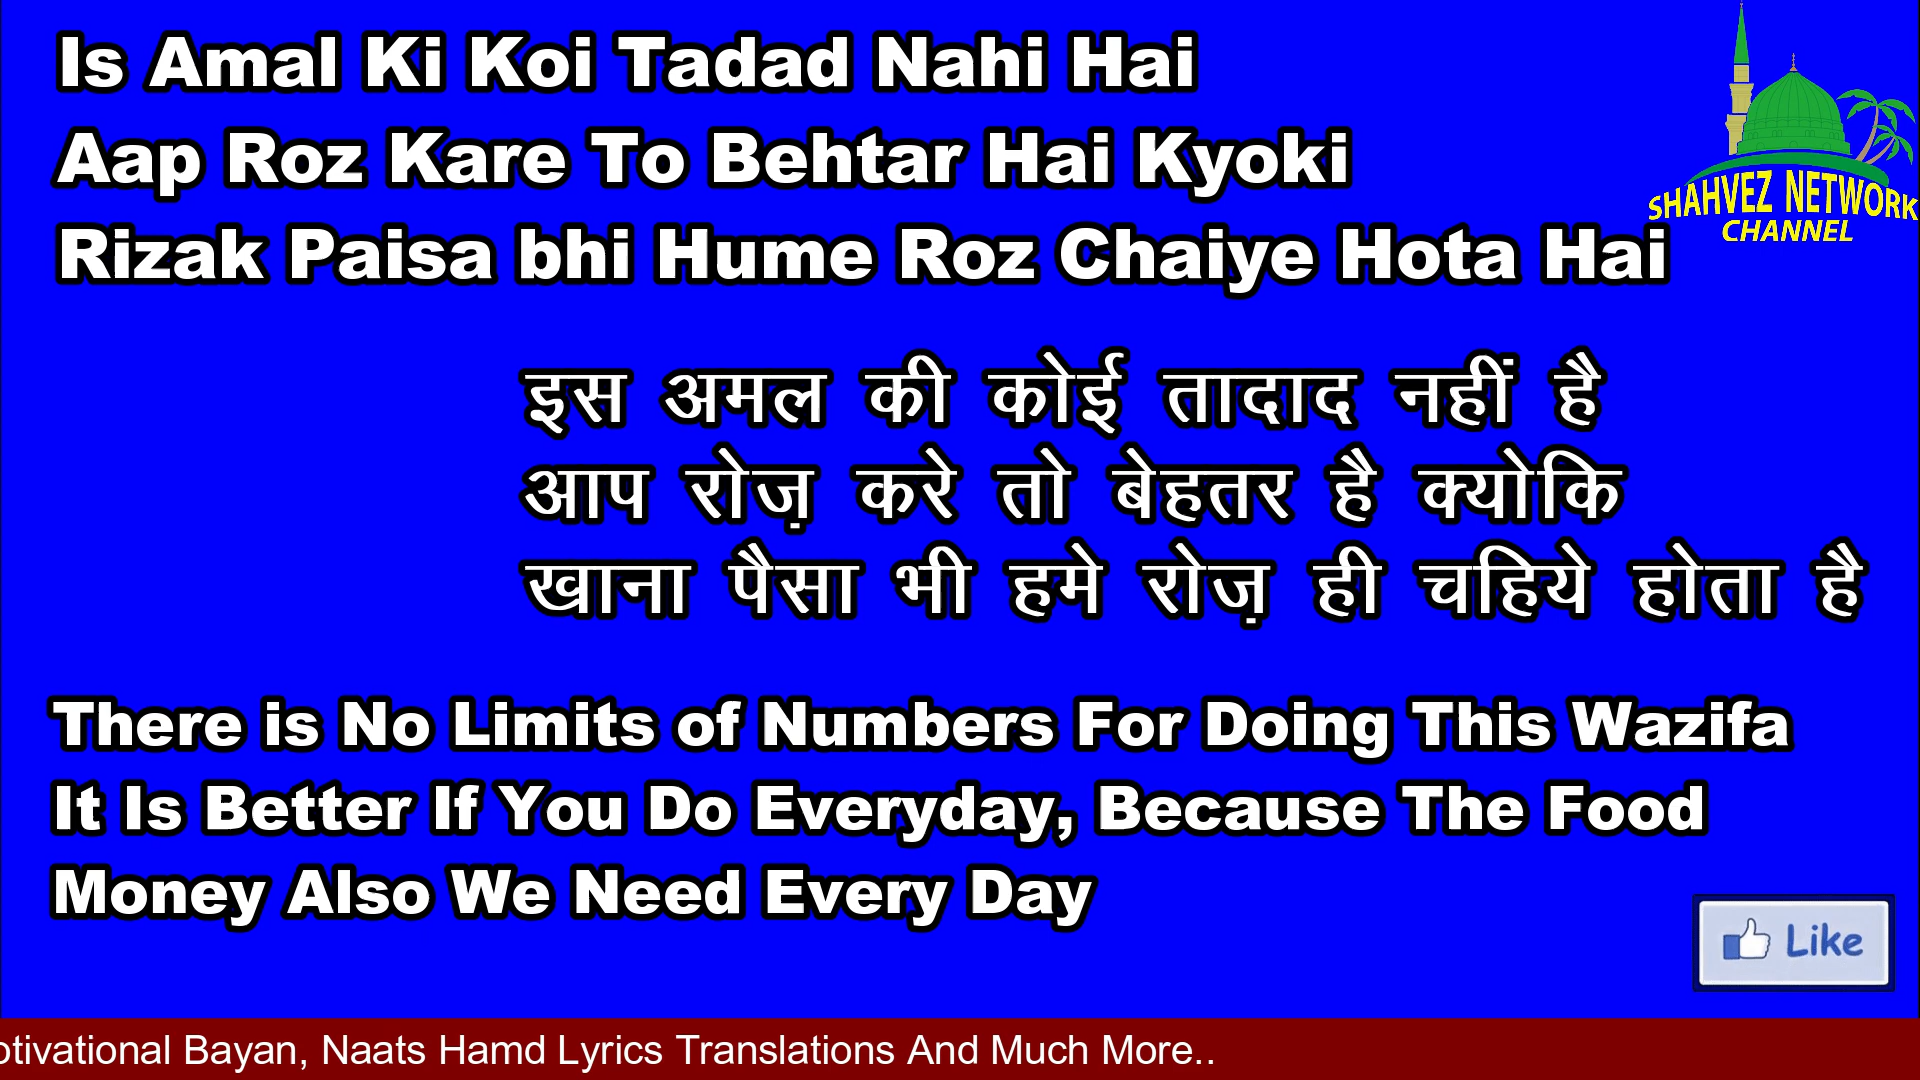 Is Amal Ki Koi Tadad Nahi Hai
Aap Roz Kare To Behtar Hai Kyoki
Rizak Paisa bhi Hume Roz Chaiye Hota Hai
SHAHVEZ NETWORK
CHANNEL
इस अमल की कोई तादाद नहीं है
आप रोज़ करे तो बेहतर है क्योकि
खाना पैसा भी हमे रोज़ ही चहिये होता है
There is No Limits of Numbers For Doing This Wazifa
It Is Better If You Do Everyday, Because The Food
Money Also We Need Every Day
Like
otivational Bayan, Naats Hamd Lyrics Translations And Much More..